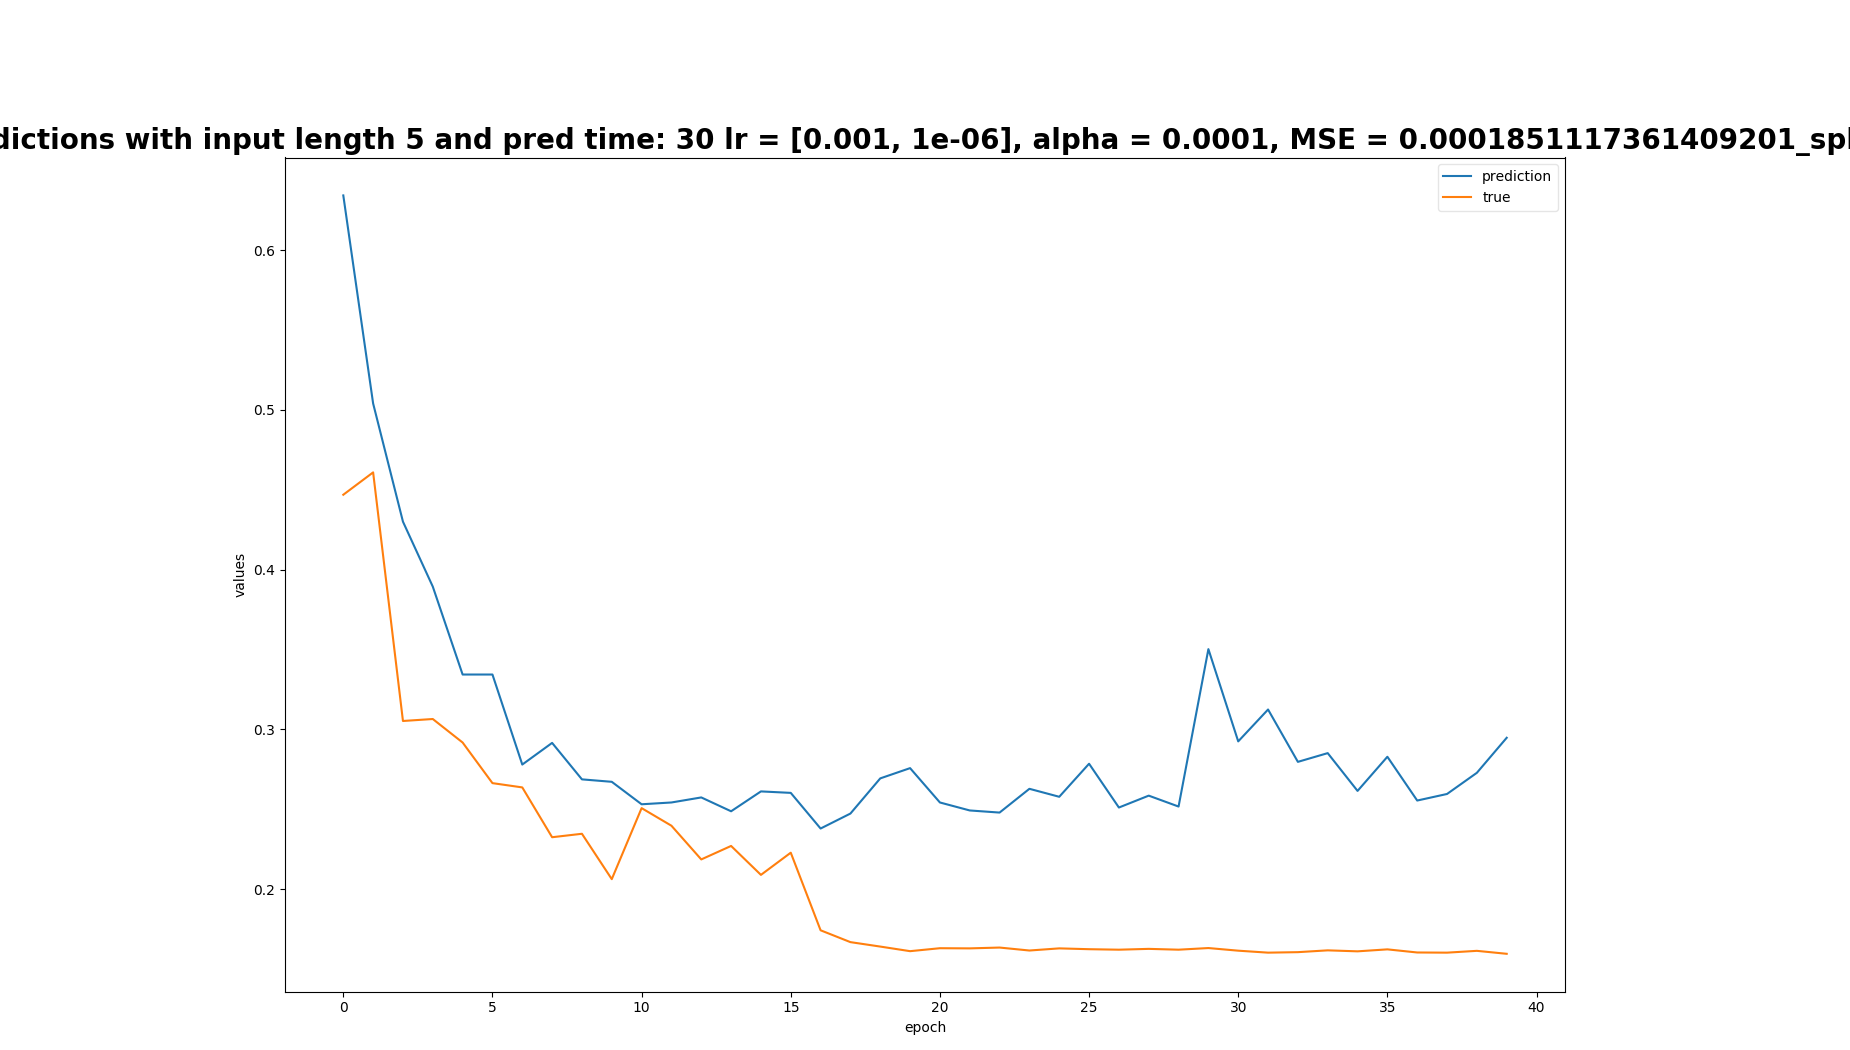 dictions with input length 5 and pred time: 30 lr = [0.001, 1e-06], alpha = 0.0001, MSE = 0.0001851117361409201_spl
prediction
true
0.6
0.5
0.4
0.3
0.2
values
0 5 10 15 20 25 30 35 40
epoch